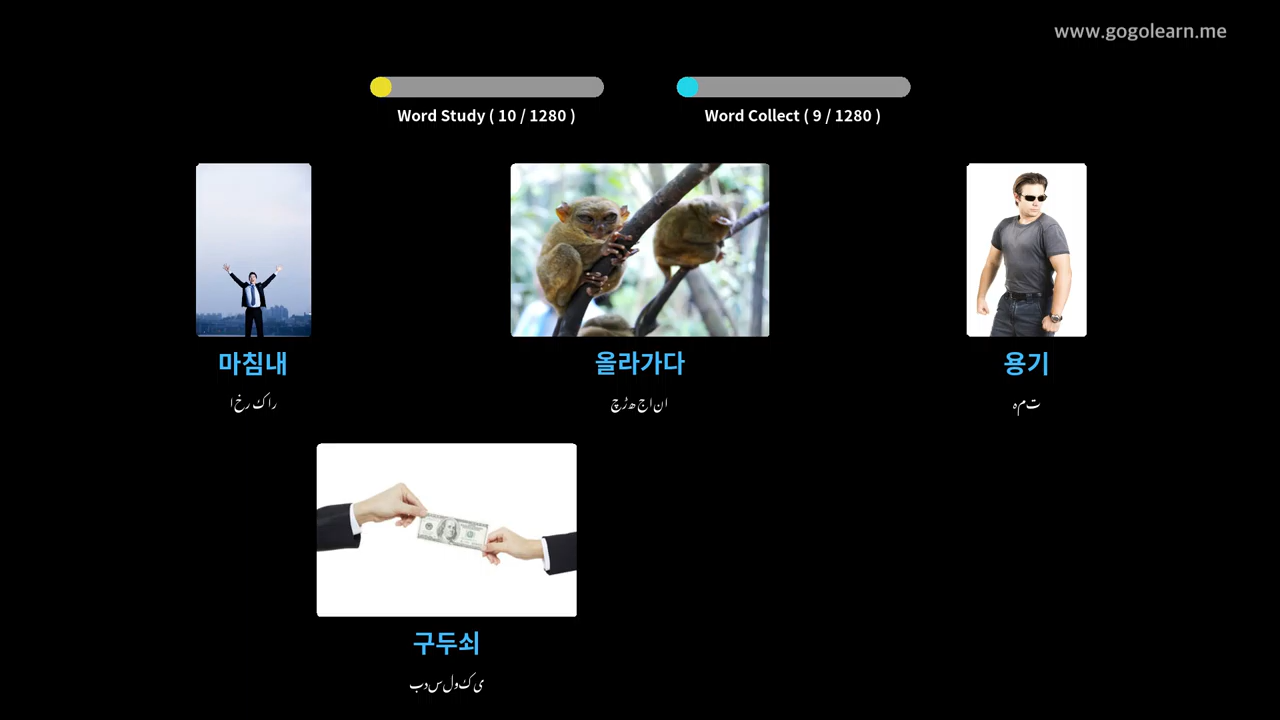 www.gogolearn.me
Word Study ( 10 / 1280 )
Word Collect ( 9 / 1280 )
마침내
اخر کار
올라가다
چڑھ جانا
용기
ہمت
구두쇠
بدسلوکی